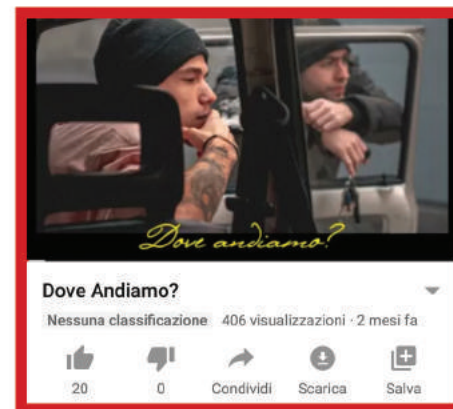 Dove andiamo?
Dove Andiamo?
Nessuna classificazione 406 visualizzazioni · 2 mesi fa
20 0 Condividi Scarica Salva